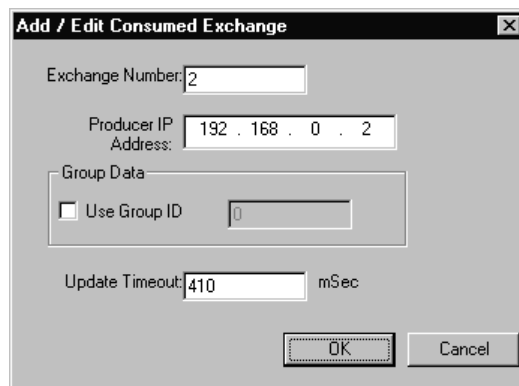 Add / Edit Consumed Exchange
Exchange Number: 2
Producer IP Address: 192 . 168 . 0 . 2
Group Data
Use Group ID 0
Update Timeout: 410 mSec
OK Cancel